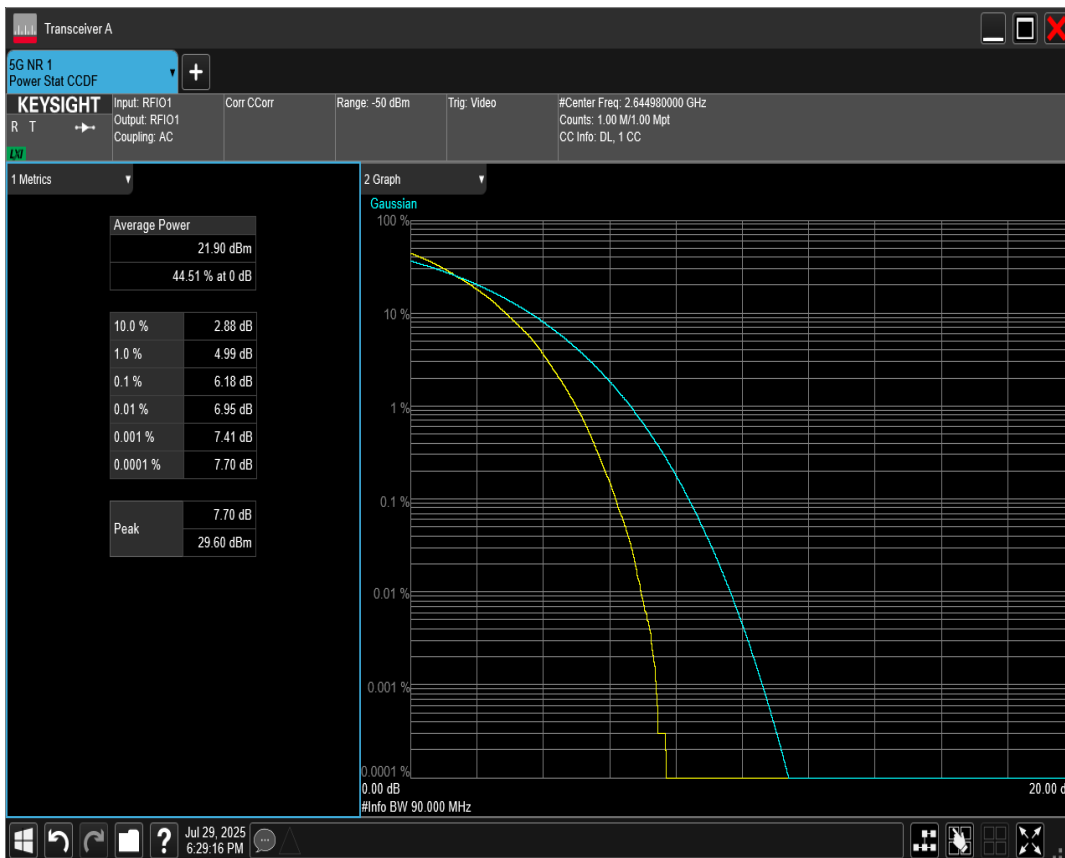 Transceiver A
5G NR 1
Power Stat CCDF
KEYSIGHT
R T
LXI
Input: RFIO1
Output: RFIO1
Coupling: AC
Corr CCorr
Range: -50 dBm
Trig: Video
#Center Freq: 2.644980000 GHz
Counts: 1.00 M/1.00 Mpt
CC Info: DL, 1 CC
1 Metrics
Average Power
21.90 dBm
44.51 % at 0 dB
10.0 % 2.88 dB
1.0 % 4.99 dB
0.1 % 6.18 dB
0.01 % 6.95 dB
0.001 % 7.41 dB
0.0001 % 7.70 dB
Peak
7.70 dB
29.60 dBm
2 Graph
Gaussian
100 %
10 %
1 %
0.1 %
0.01 %
0.001 %
0.0001 %
0.00 dB
20.00 d
#Info BW 90.000 MHz
?
Jul 29, 2025
6:29:16 PM